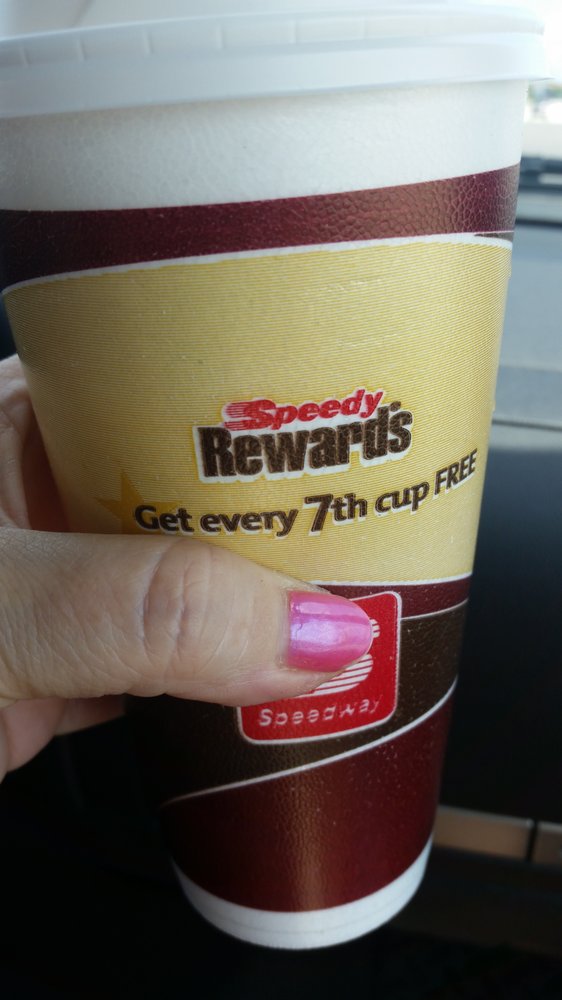 Speedy
Rewards
Get every 7th cup FREE
Speedway